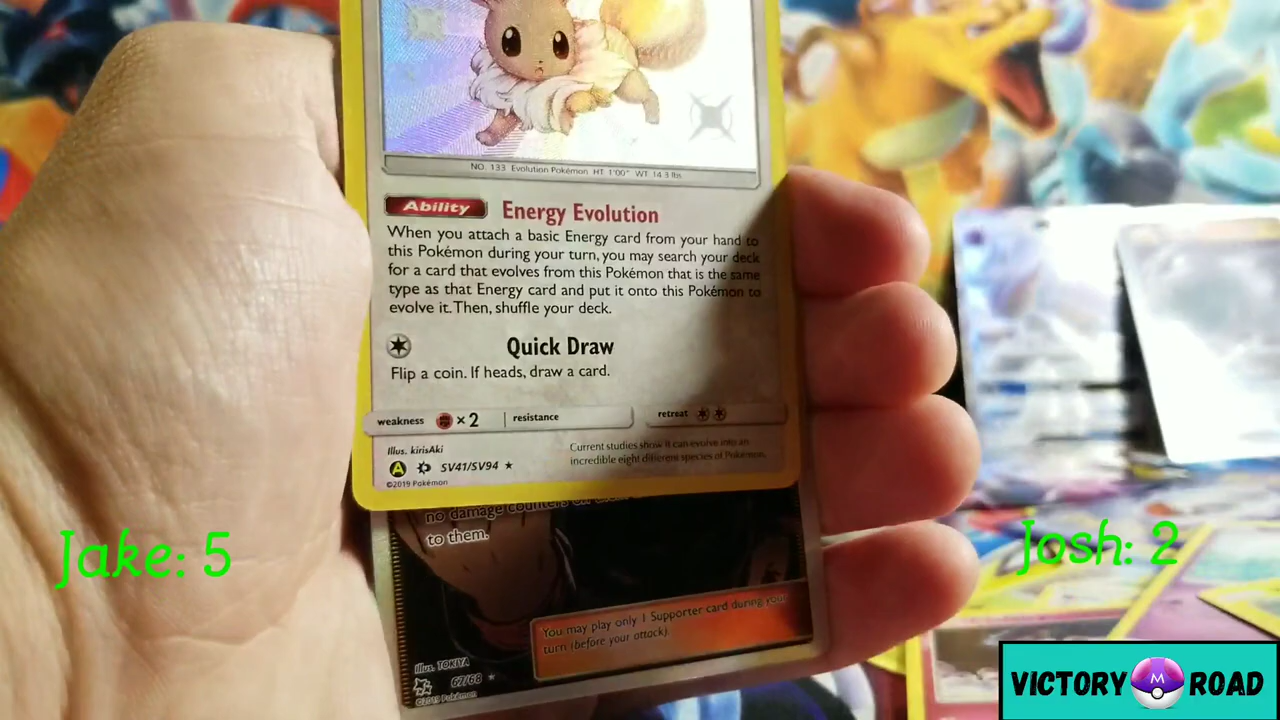 NO. 133 Evolution Pokémon HT 1'00" WT 14.3 lbs
Ability Energy Evolution
When you attach a basic Energy card from your hand to
this Pokémon during your turn, you may search your deck
for a card that evolves from this Pokémon that is the same
type as that Energy card and put it onto this Pokémon to
evolve it. Then, shuffle your deck.
Quick Draw
Flip a coin. If heads, draw a card.
weakness ×2 resistance retreat
Illus. kirisAki
Current studies show it can evolve into an
incredible eight different species of Pokémon.
A SV41/SV94 ★
©2019 Pokémon
no damage counters on
to them.
Jake: 5
Josh: 2
You may play only 1 Supporter card during your
turn (before your attack).
Illus. TOKIYA
67/68 ★
©2019 Pokémon
VICTORY M ROAD